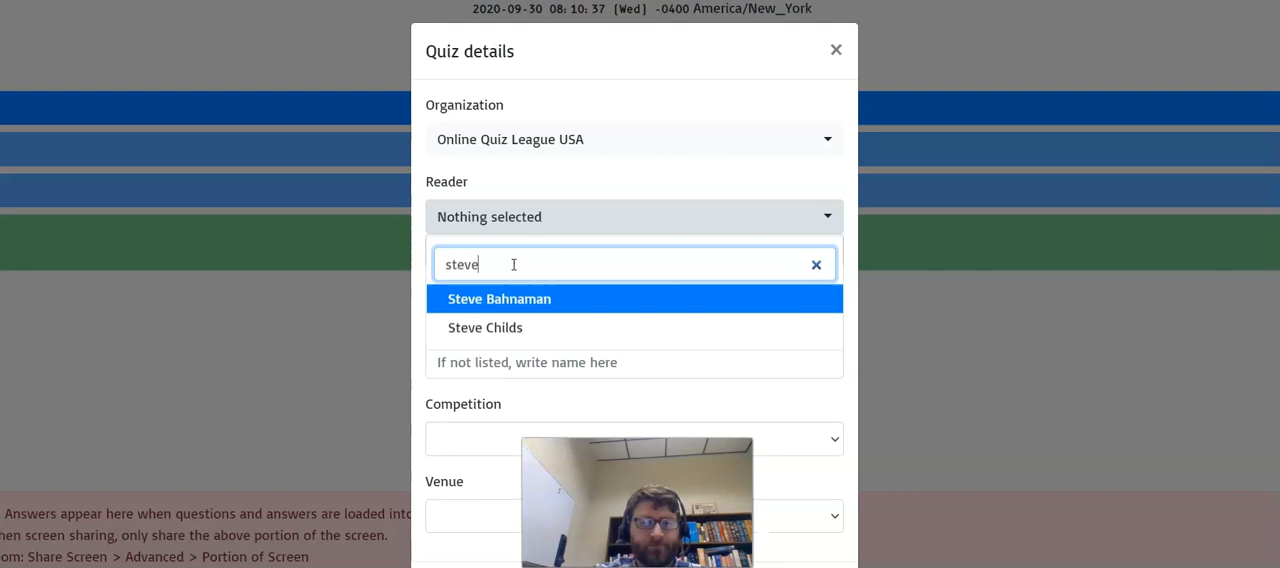 2020-09-30 08:10:37 [Wed] -0400 America/New_York
Quiz details
×
Organization
Online Quiz League USA
Reader
Nothing selected
steve
×
Steve Bahnaman
Steve Childs
If not listed, write name here
Competition
Venue
Answers appear here when questions and answers are loaded into
hen screen sharing, only share the above portion of the screen.
oom: Share Screen > Advanced > Portion of Screen